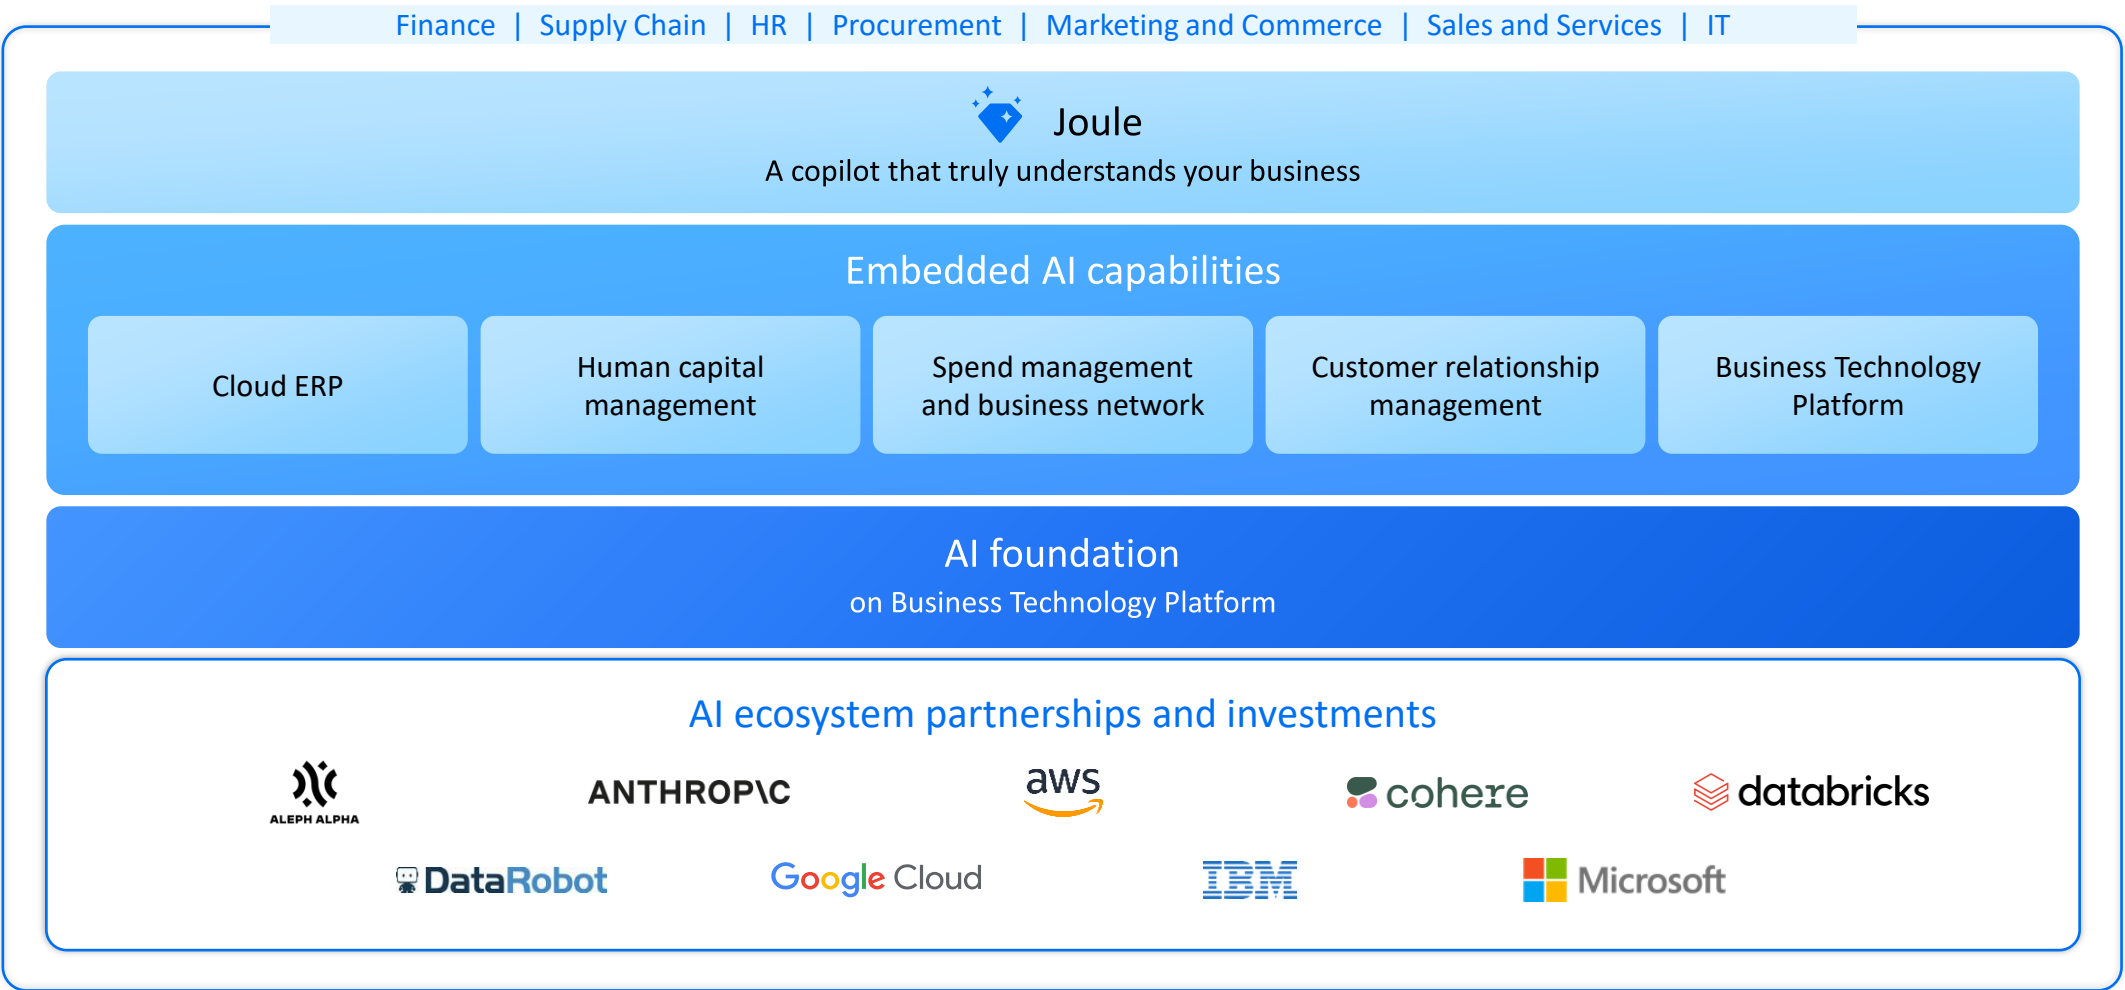 Finance | Supply Chain | HR | Procurement | Marketing and Commerce | Sales and Services | IT
Joule
A copilot that truly understands your business
Embedded AI capabilities
Cloud ERP
Human capital
management
Spend management
and business network
Customer relationship
management
Business Technology
Platform
AI foundation
on Business Technology Platform
AI ecosystem partnerships and investments
ALEPH ALPHA
ANTHROP\C
aws
cohere
databricks
DataRobot
Google Cloud
IBM
Microsoft